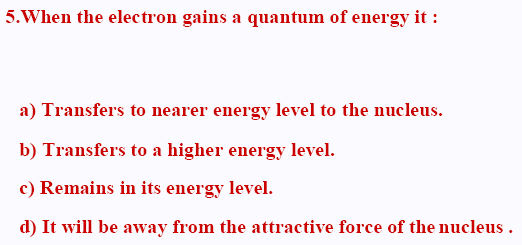 5.When the electron gains a quantum of energy it :
a) Transfers to nearer energy level to the nucleus.
b) Transfers to a higher energy level.
c) Remains in its energy level.
d) It will be away from the attractive force of the nucleus .